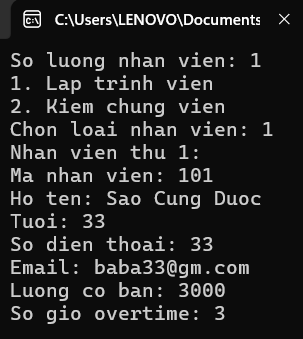 C:\Users\LENOVO\Documents
So luong nhan vien: 1
1. Lap trinh vien
2. Kiem chung vien
Chon loai nhan vien: 1
Nhan vien thu 1:
Ma nhan vien: 101
Ho ten: Sao Cung Duoc
Tuoi: 33
So dien thoai: 33
Email: baba33@gm.com
Luong co ban: 3000
So gio overtime: 3